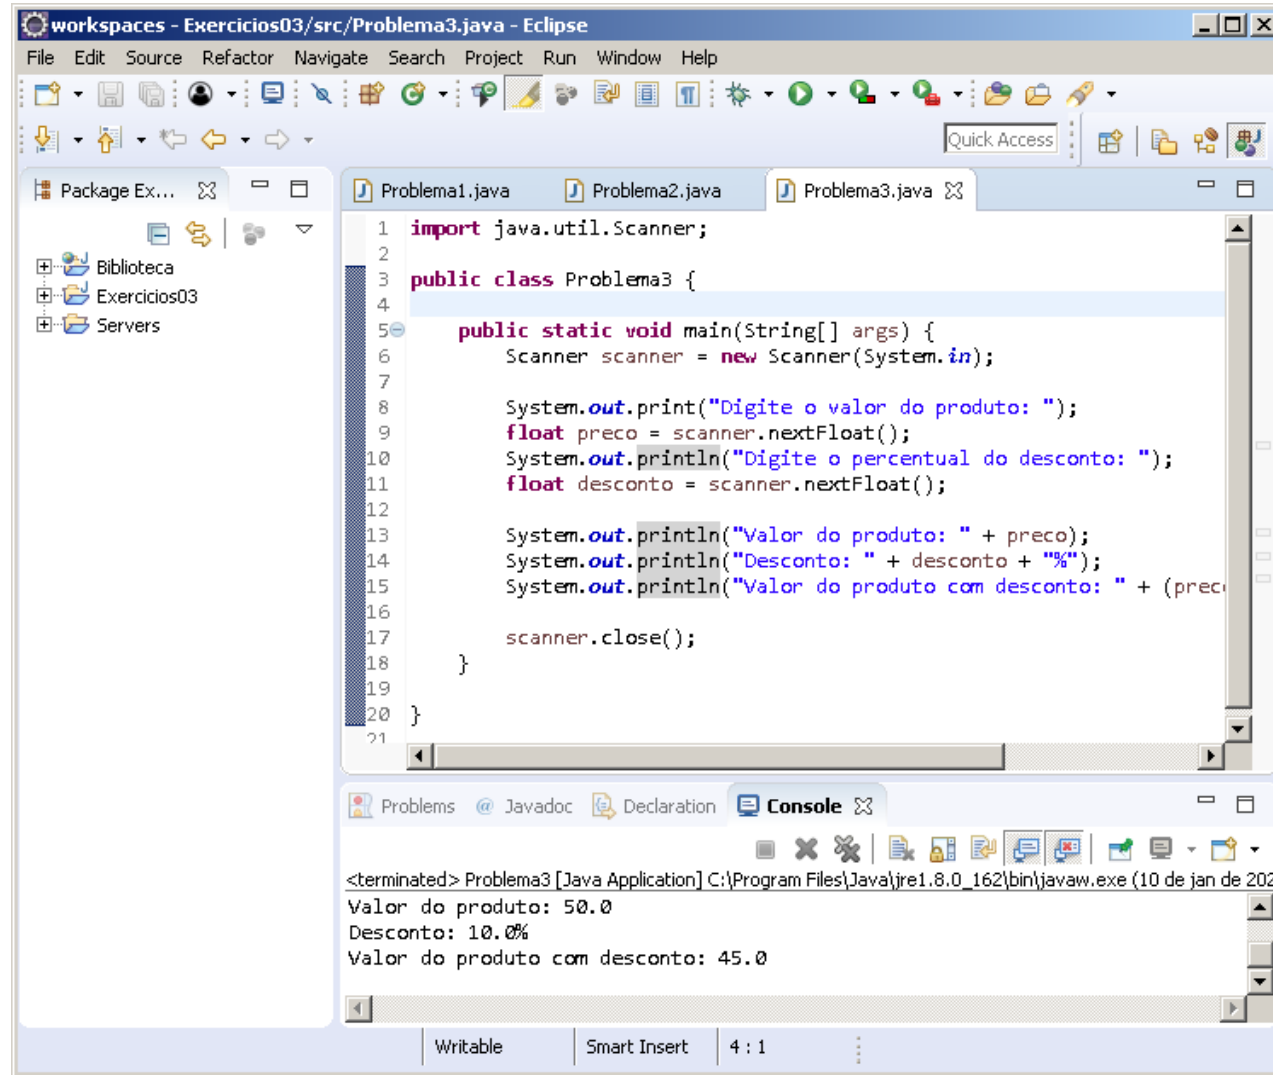 workspaces - Exercicios03/src/Problema3.java - Eclipse
File Edit Source Refactor Navigate Search Project Run Window Help
Quick Access
Package Ex...
Biblioteca
Exercicios03
Servers
Problema1.java Problema2.java Problema3.java
1 import java.util.Scanner;
2
3 public class Problema3 {
4
5 public static void main(String[] args) {
6 Scanner scanner = new Scanner(System.in);
7
8 System.out.print("Digite o valor do produto: ");
9 float preco = scanner.nextFloat();
10 System.out.println("Digite o percentual do desconto: ");
11 float desconto = scanner.nextFloat();
12
13 System.out.println("Valor do produto: " + preco);
14 System.out.println("Desconto: " + desconto + "%");
15 System.out.println("Valor do produto com desconto: " + (prec
16
17 scanner.close();
18 }
19
20 }
21
Problems @ Javadoc Declaration Console
<terminated> Problema3 [Java Application] C:\Program Files\Java\jre1.8.0_162\bin\javaw.exe (10 de jan de 202
Valor do produto: 50.0
Desconto: 10.0%
Valor do produto com desconto: 45.0
Writable Smart Insert 4 : 1